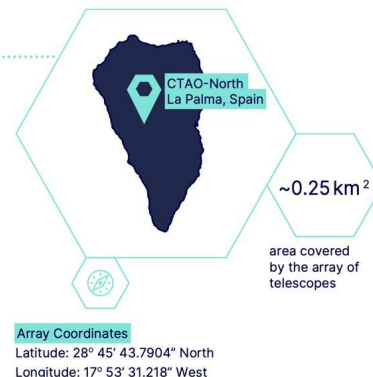 CTAO-North
La Palma, Spain
~0.25 km²
area covered
by the array of
telescopes
Array Coordinates
Latitude: 28º 45′ 43.7904″ North
Longitude: 17º 53′ 31.218″ West